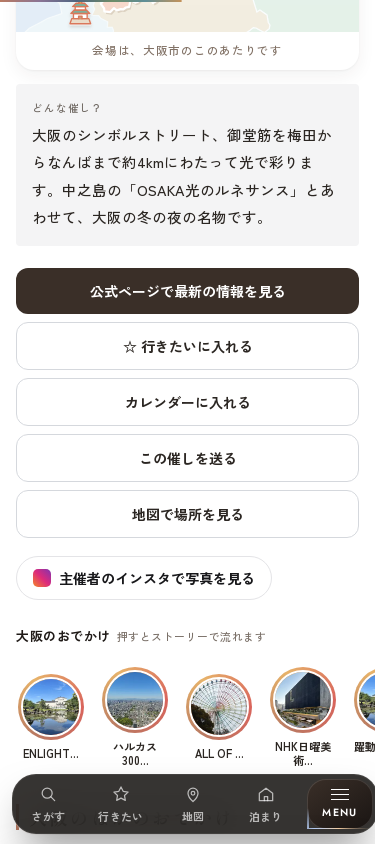 会場は、大阪市のこのあたりです
どんな催し？
大阪のシンボルストリート、御堂筋を梅田か
らなんばまで約4kmにわたって光で彩りま
す。中之島の「OSAKA光のルネサンス」とあ
わせて、大阪の冬の夜の名物です。
公式ページで最新の情報を見る
☆ 行きたいに入れる
カレンダーに入れる
この催しを送る
地図で場所を見る
主催者のインスタで写真を見る
大阪のおでかけ 押すとストーリーで流れます
ENLIGHT...
ハルカス
300...
ALL OF ...
NHK日曜美
術...
躍動
さがす
行きたい
地図
泊まり
MENU